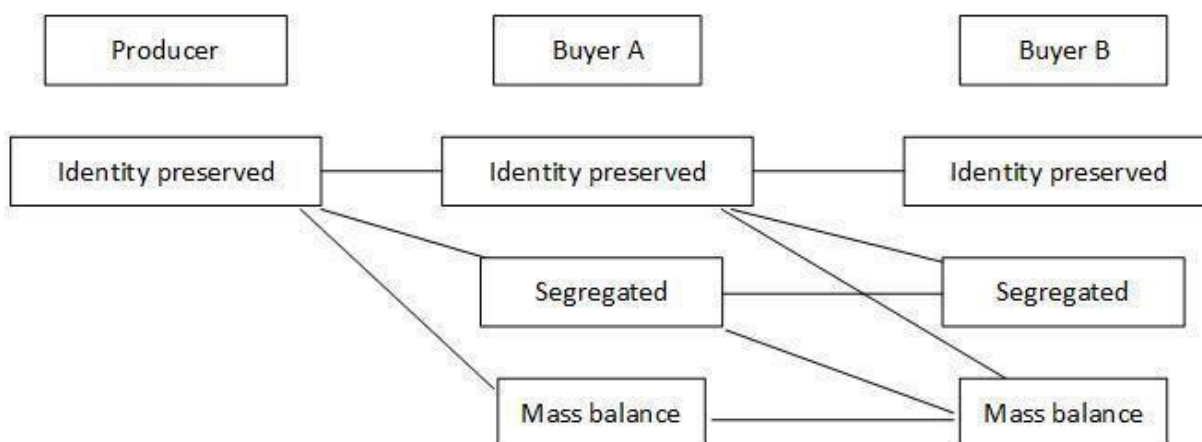 Producer
Buyer A
Buyer B
Identity preserved
Identity preserved
Identity preserved
Segregated
Segregated
Mass balance
Mass balance